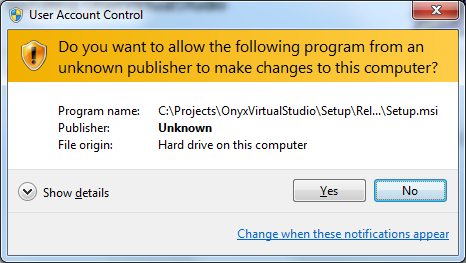 User Account Control
Do you want to allow the following program from an
unknown publisher to make changes to this computer?
Program name: C:\Projects\OnyxVirtualStudio\Setup\Rel...\Setup.msi
Publisher: Unknown
File origin: Hard drive on this computer
Show details
Yes
No
Change when these notifications appear